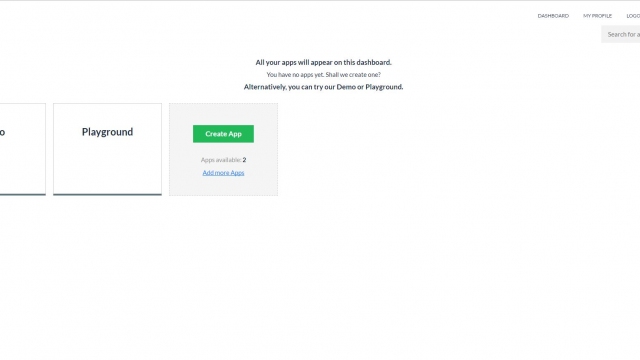 DASHBOARD MY PROFILE LOGO
Search for a
All your apps will appear on this dashboard.
You have no apps yet. Shall we create one?
Alternatively, you can try our Demo or Playground.
o
Playground
Create App
Apps available: 2
Add more Apps